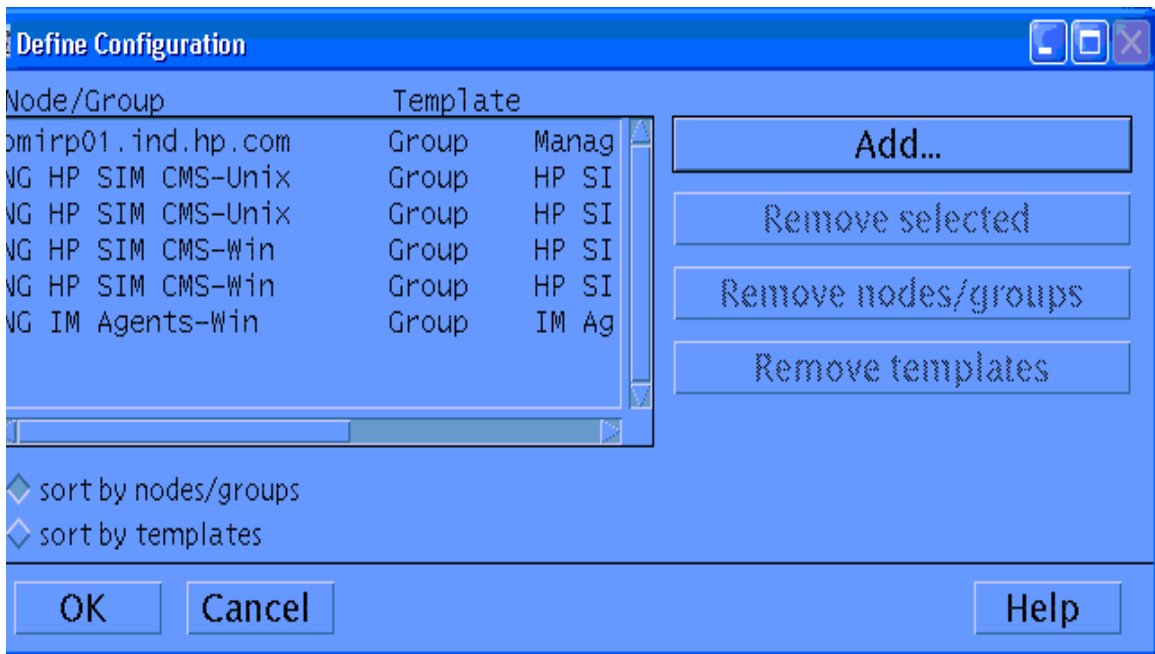 Define Configuration
Node/Group Template
omirp01.ind.hp.com Group Manag
NG HP SIM CMS-Unix Group HP SI
NG HP SIM CMS-Unix Group HP SI
NG HP SIM CMS-Win Group HP SI
NG HP SIM CMS-Win Group HP SI
NG IM Agents-Win Group IM Ag
Add...
Remove selected
Remove nodes/groups
Remove templates
sort by nodes/groups
sort by templates
OK Cancel Help